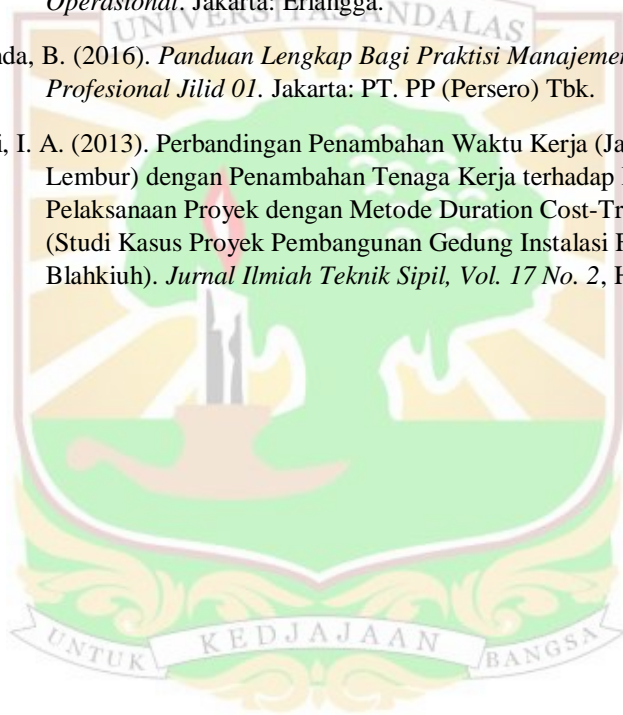 Operasional. Jakarta: Erlangga.
UNIVERSITAS ANDALAS
nda, B. (2016). Panduan Lengkap Bagi Praktisi Manajemen
Profesional Jilid 01. Jakarta: PT. PP (Persero) Tbk.
i, I. A. (2013). Perbandingan Penambahan Waktu Kerja (Ja
Lembur) dengan Penambahan Tenaga Kerja terhadap
Pelaksanaan Proyek dengan Metode Duration Cost-Tr
(Studi Kasus Proyek Pembangunan Gedung Instalasi
Blahkiuh). Jurnal Ilmiah Teknik Sipil, Vol. 17 No. 2, H
UNTUK KEDJAJAAN BANGSA